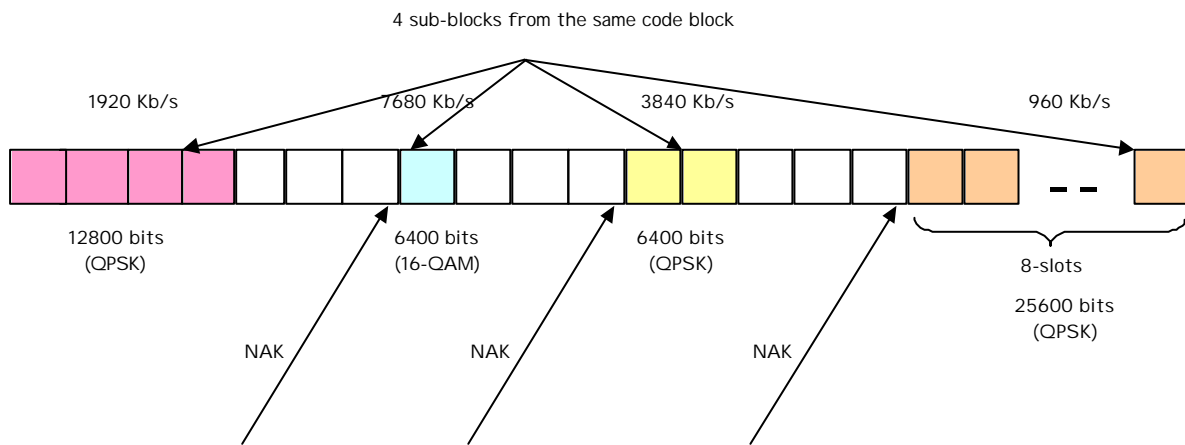 4 sub-blocks from the same code block
1920 Kb/s
7680 Kb/s
3840 Kb/s
960 Kb/s
12800 bits
(QPSK)
6400 bits
(16-QAM)
6400 bits
(QPSK)
8-slots
25600 bits
(QPSK)
NAK
NAK
NAK